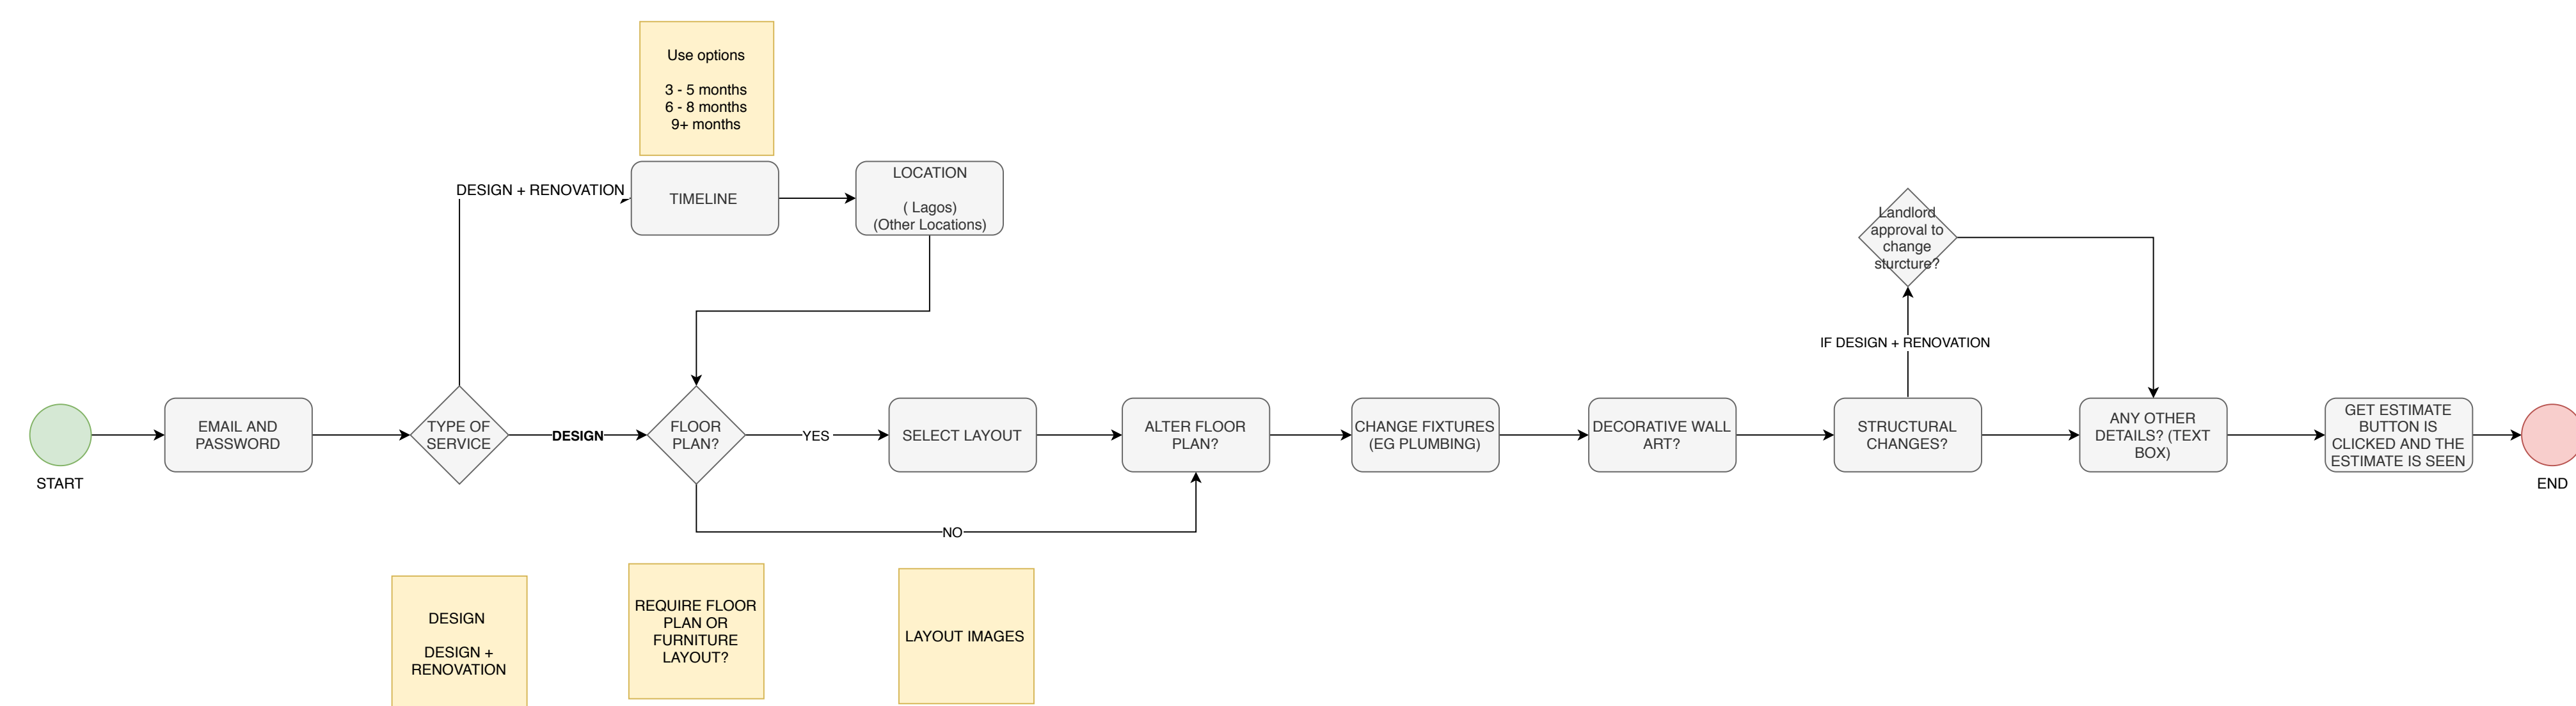 Use options
3 - 5 months
6 - 8 months
9+ months
DESIGN + RENOVATION
TIMELINE
LOCATION
( Lagos)
(Other Locations)
Landlord
approval to
change
sturcture?
IF DESIGN + RENOVATION
START
EMAIL AND
PASSWORD
TYPE OF
SERVICE
DESIGN
FLOOR
PLAN?
YES
SELECT LAYOUT
ALTER FLOOR
PLAN?
CHANGE FIXTURES
(EG PLUMBING)
DECORATIVE WALL
ART?
STRUCTURAL
CHANGES?
ANY OTHER
DETAILS? (TEXT
BOX)
GET ESTIMATE
BUTTON IS
CLICKED AND THE
ESTIMATE IS SEEN
END
NO
DESIGN
DESIGN +
RENOVATION
REQUIRE FLOOR
PLAN OR
FURNITURE
LAYOUT?
LAYOUT IMAGES